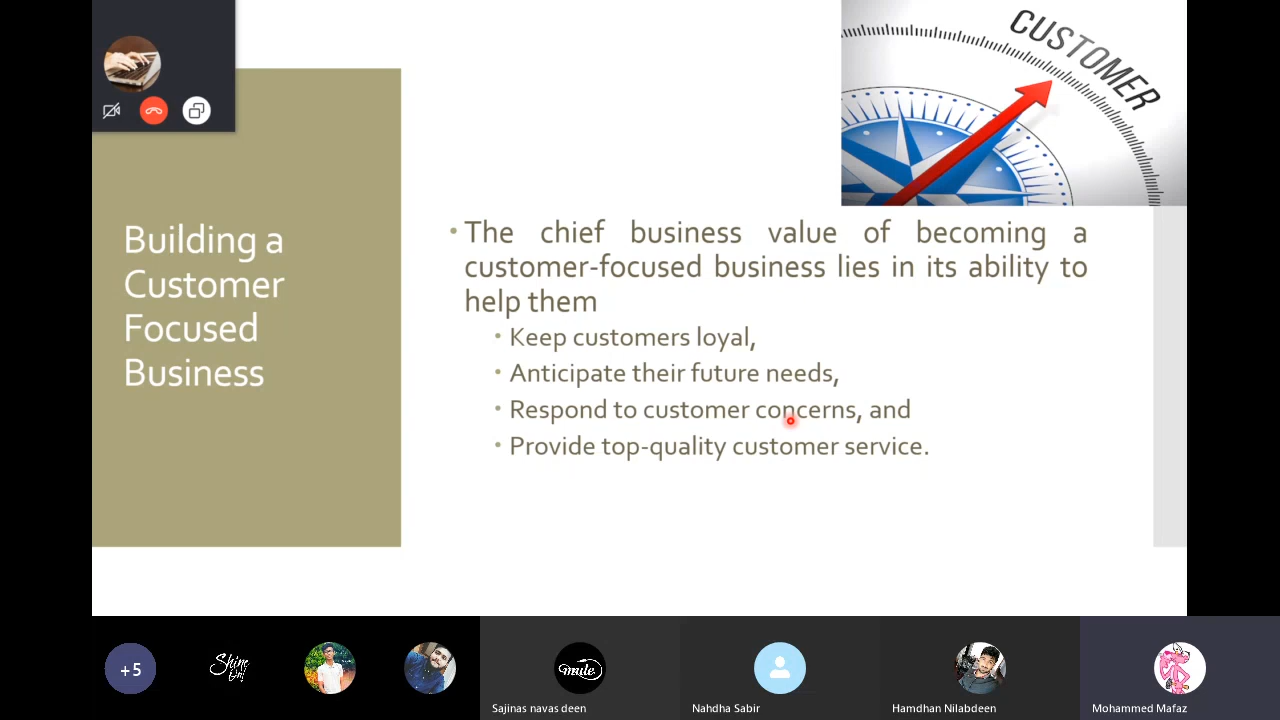 CUSTOMER
Building a
Customer
Focused
Business
• The chief business value of becoming a
customer-focused business lies in its ability to
help them
• Keep customers loyal,
• Anticipate their future needs,
• Respond to customer concerns, and
• Provide top-quality customer service.
+5
Shine
mute
Sajinas navas deen
Nahdha Sabir
Hamdhan Nilabdeen
Mohammed Mafaz